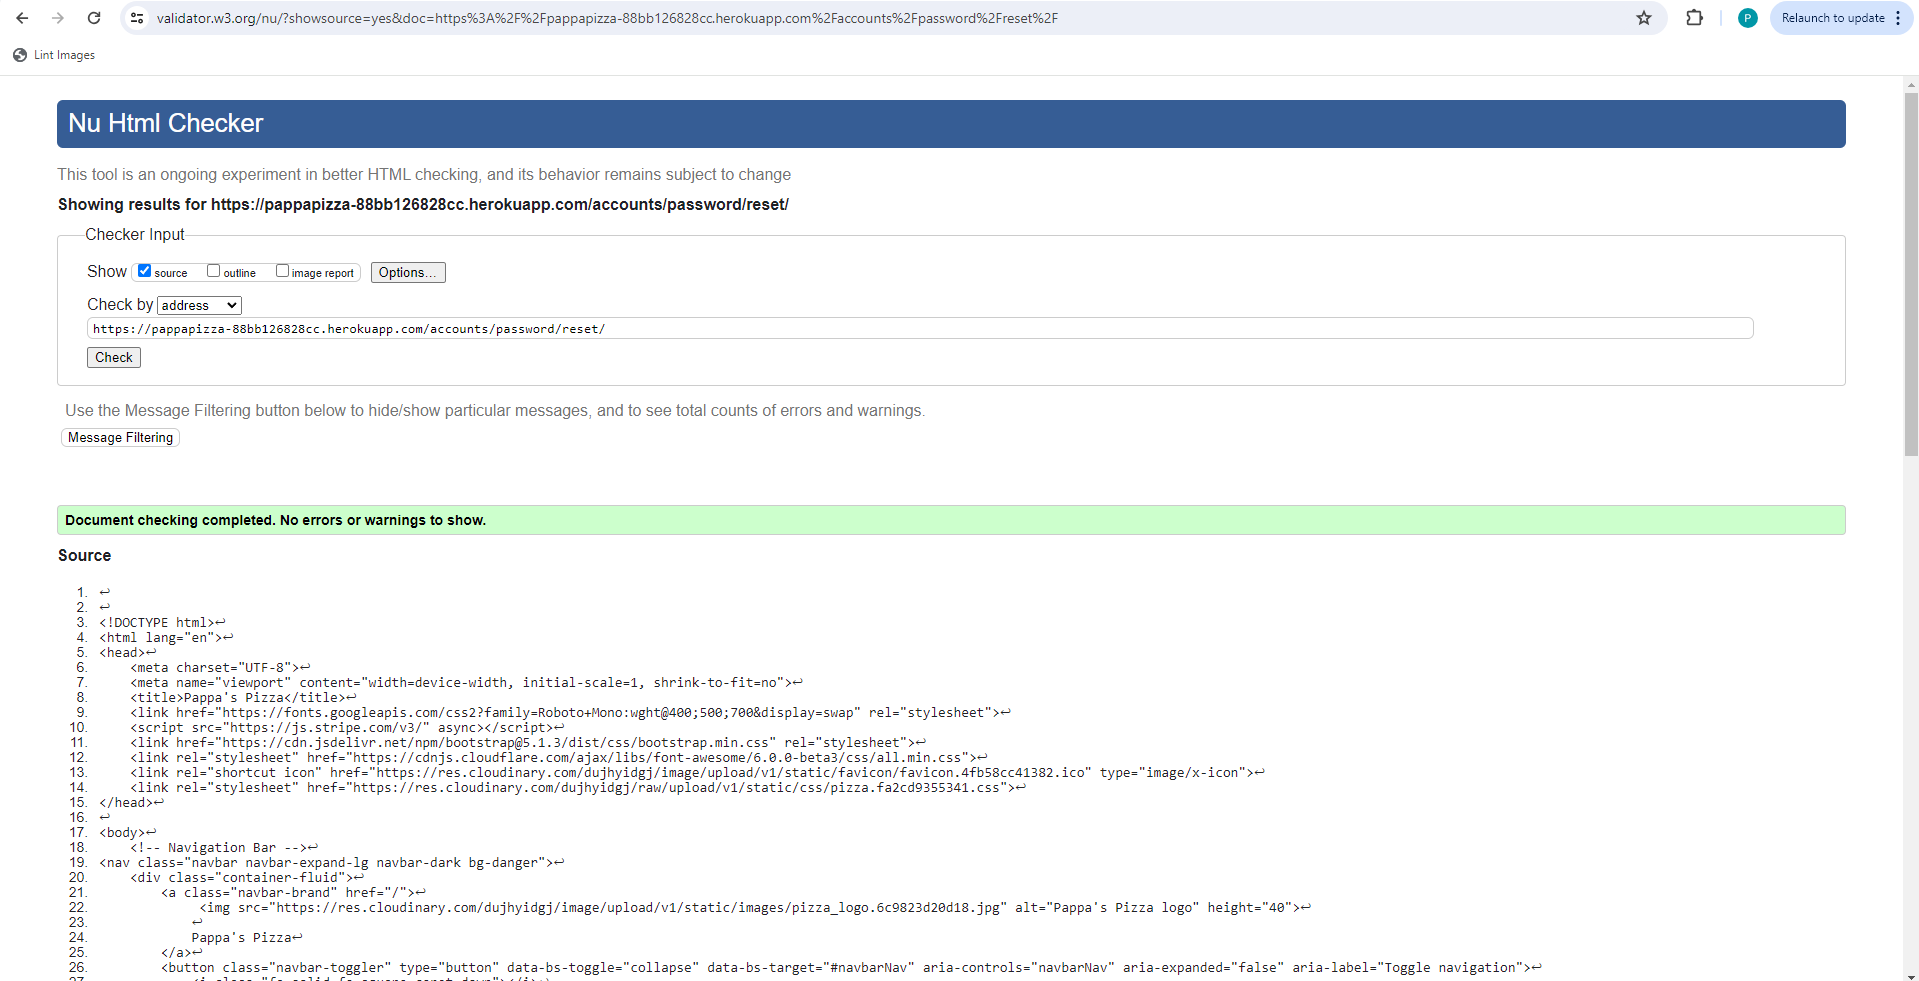 validator.w3.org/nu/?showsource=yes&doc=https%3A%2F%2Fpappapizza-88bb126828cc.herokuapp.com%2Faccounts%2Fpassword%2Freset%2F
P
Relaunch to update
Lint Images
Nu Html Checker
This tool is an ongoing experiment in better HTML checking, and its behavior remains subject to change
Showing results for https://pappapizza-88bb126828cc.herokuapp.com/accounts/password/reset/
Checker Input
Show source outline image report Options...
Check by address
https://pappapizza-88bb126828cc.herokuapp.com/accounts/password/reset/
Check
Use the Message Filtering button below to hide/show particular messages, and to see total counts of errors and warnings.
Message Filtering
Document checking completed. No errors or warnings to show.
Source
1. ↩
2. ↩
3. <!DOCTYPE html>↩
4. <html lang="en">↩
5. <head>↩
6. <meta charset="UTF-8">↩
7. <meta name="viewport" content="width=device-width, initial-scale=1, shrink-to-fit=no">↩
8. <title>Pappa's Pizza</title>↩
9. <link href="https://fonts.googleapis.com/css2?family=Roboto+Mono:wght@400;500;700&display=swap" rel="stylesheet">↩
10. <script src="https://js.stripe.com/v3/" async></script>↩
11. <link href="https://cdn.jsdelivr.net/npm/bootstrap@5.1.3/dist/css/bootstrap.min.css" rel="stylesheet">↩
12. <link rel="stylesheet" href="https://cdnjs.cloudflare.com/ajax/libs/font-awesome/6.0.0-beta3/css/all.min.css">↩
13. <link rel="shortcut icon" href="https://res.cloudinary.com/dujhyidgj/image/upload/v1/static/favicon/favicon.4fb58cc41382.ico" type="image/x-icon">↩
14. <link rel="stylesheet" href="https://res.cloudinary.com/dujhyidgj/raw/upload/v1/static/css/pizza.fa2cd9355341.css">↩
15. </head>↩
16. ↩
17. <body>↩
18. <!-- Navigation Bar -->↩
19. <nav class="navbar navbar-expand-lg navbar-dark bg-danger">↩
20. <div class="container-fluid">↩
21. <a class="navbar-brand" href="/">↩
22. <img src="https://res.cloudinary.com/dujhyidgj/image/upload/v1/static/images/pizza_logo.6c9823d20d18.jpg" alt="Pappa's Pizza logo" height="40">↩
23. ↩
24. Pappa's Pizza↩
25. </a>↩
26. <button class="navbar-toggler" type="button" data-bs-toggle="collapse" data-bs-target="#navbarNav" aria-controls="navbarNav" aria-expanded="false" aria-label="Toggle navigation">↩